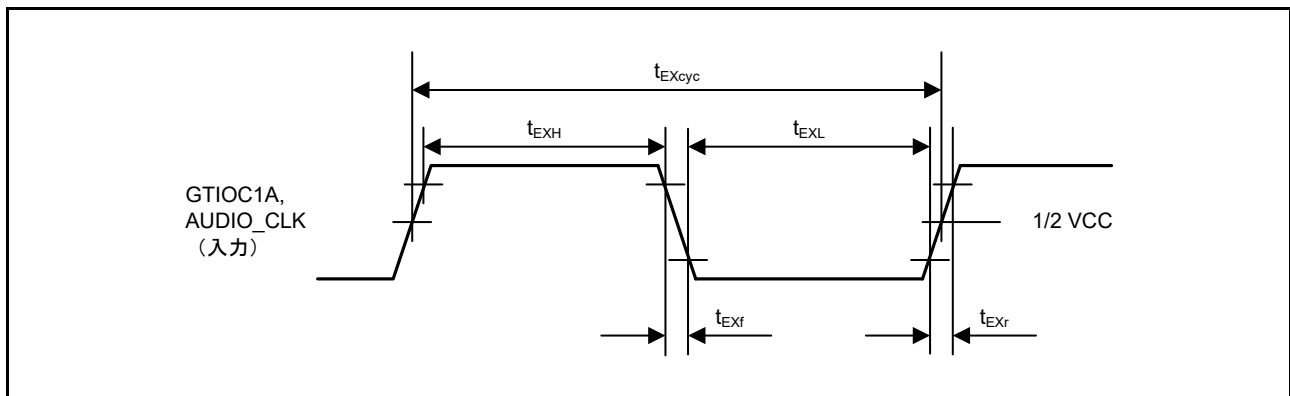 tEXcyc
tEXH
tEXL
GTIOC1A,
AUDIO_CLK
（入力）
1/2 VCC
tEXf
tEXr